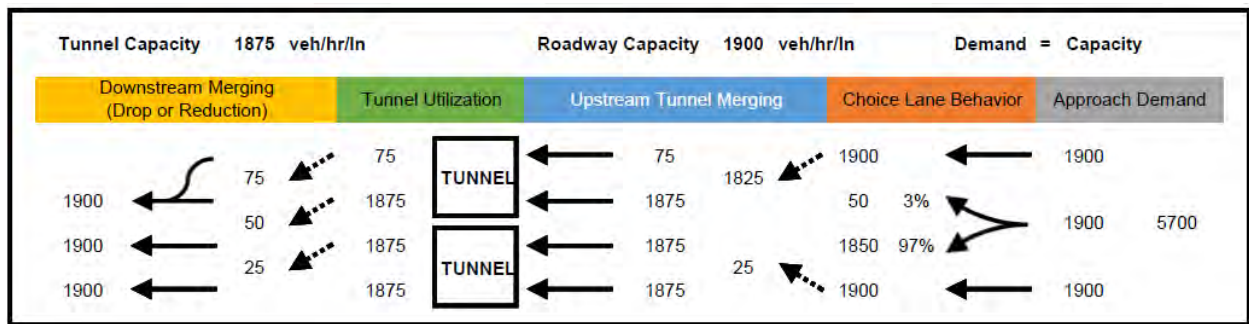 Tunnel Capacity 1875 veh/hr/ln Roadway Capacity 1900 veh/hr/ln Demand = Capacity
Downstream Merging
(Drop or Reduction)
Tunnel Utilization
Upstream Tunnel Merging
Choice Lane Behavior
Approach Demand
75 TUNNEL 75 1900 1900
75 1825
1900 1875 1875 50 3%
50 1900 5700
1900 1875 TUNNEL 1875 1850 97%
25 25
1900 1875 1875 1900 1900